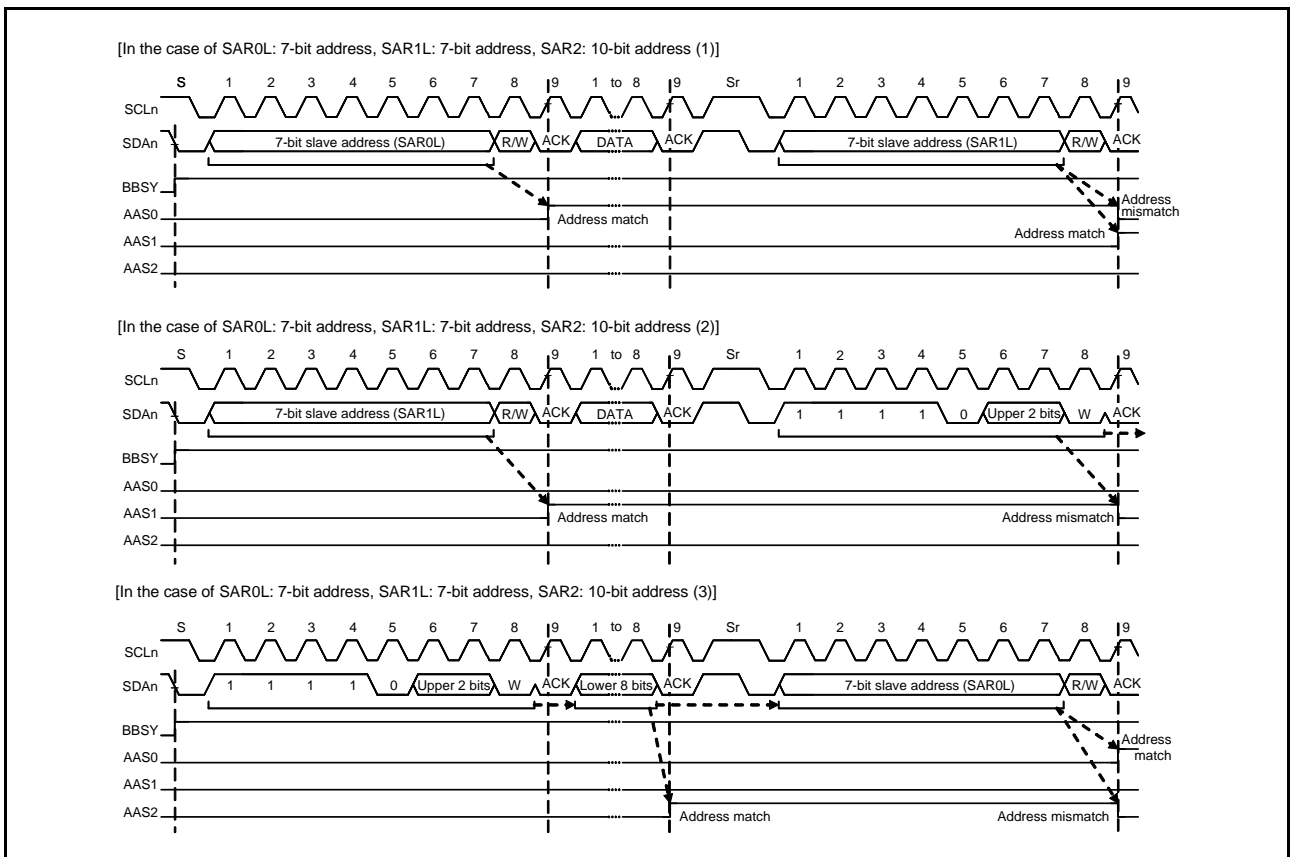 [In the case of SAR0L: 7-bit address, SAR1L: 7-bit address, SAR2: 10-bit address (1)]
S 1 2 3 4 5 6 7 8 9 1 to 8 9 Sr 1 2 3 4 5 6 7 8 9
SCLn
SDAn 7-bit slave address (SAR0L) R/W ACK DATA ACK 7-bit slave address (SAR1L) R/W ACK
BBSY
AAS0 Address match Address mismatch
AAS1 Address match
AAS2
[In the case of SAR0L: 7-bit address, SAR1L: 7-bit address, SAR2: 10-bit address (2)]
S 1 2 3 4 5 6 7 8 9 1 to 8 9 Sr 1 2 3 4 5 6 7 8 9
SCLn
SDAn 7-bit slave address (SAR1L) R/W ACK DATA ACK 1 1 1 1 0 Upper 2 bits W ACK
BBSY
AAS0
AAS1 Address match Address mismatch
AAS2
[In the case of SAR0L: 7-bit address, SAR1L: 7-bit address, SAR2: 10-bit address (3)]
S 1 2 3 4 5 6 7 8 9 1 to 8 9 Sr 1 2 3 4 5 6 7 8 9
SCLn
SDAn 1 1 1 1 0 Upper 2 bits W ACK Lower 8 bits ACK 7-bit slave address (SAR0L) R/W ACK
BBSY
AAS0 Address match
AAS1
AAS2 Address match Address mismatch